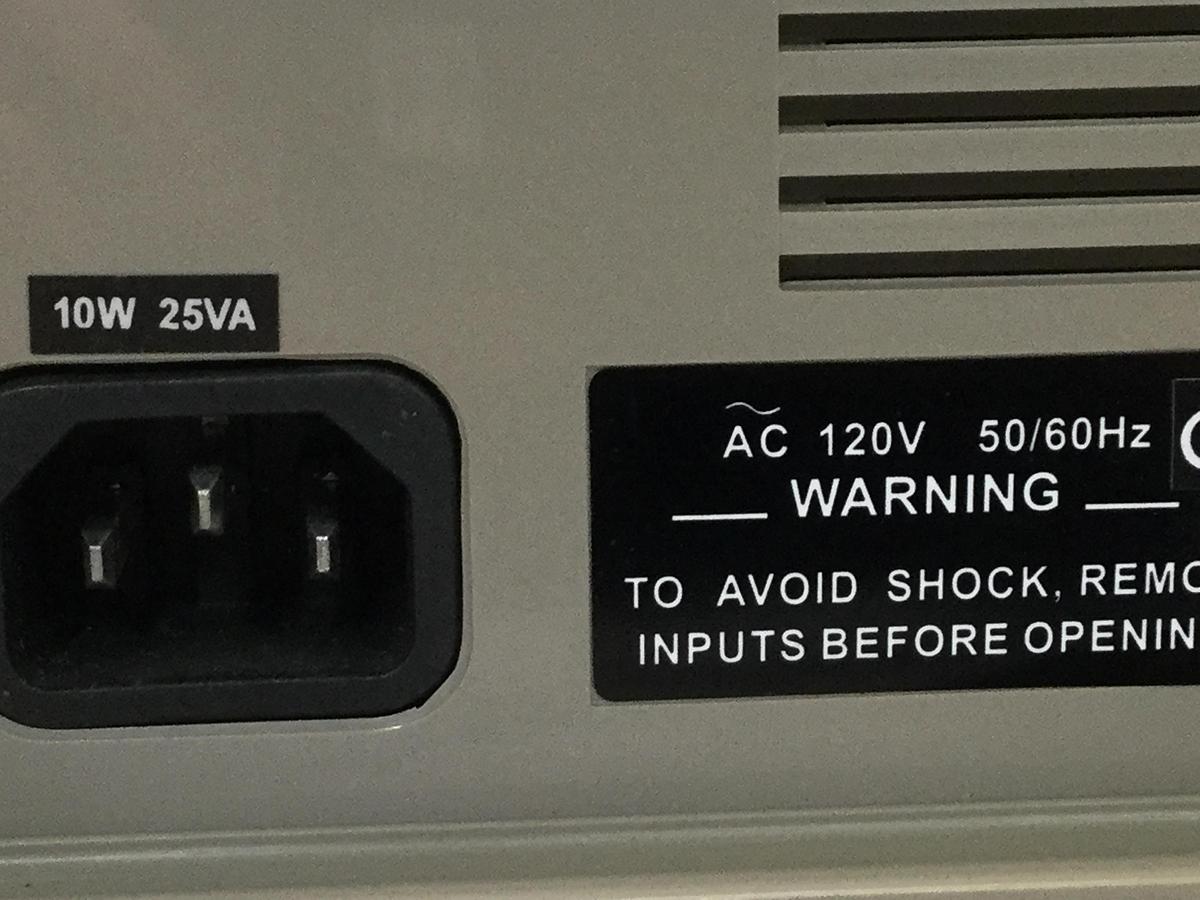 10W 25VA
AC 120V 50/60Hz
WARNING
TO AVOID SHOCK,
INPUTS BEFORE